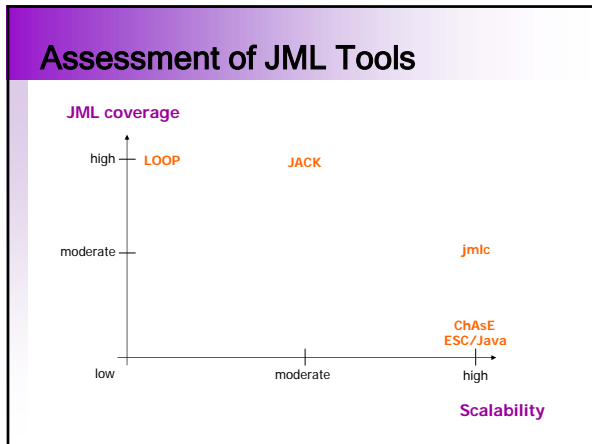 Assessment of JML Tools
JML coverage
high
LOOP
JACK
moderate
jmlc
ChAsE
ESC/Java
low
moderate
high
Scalability